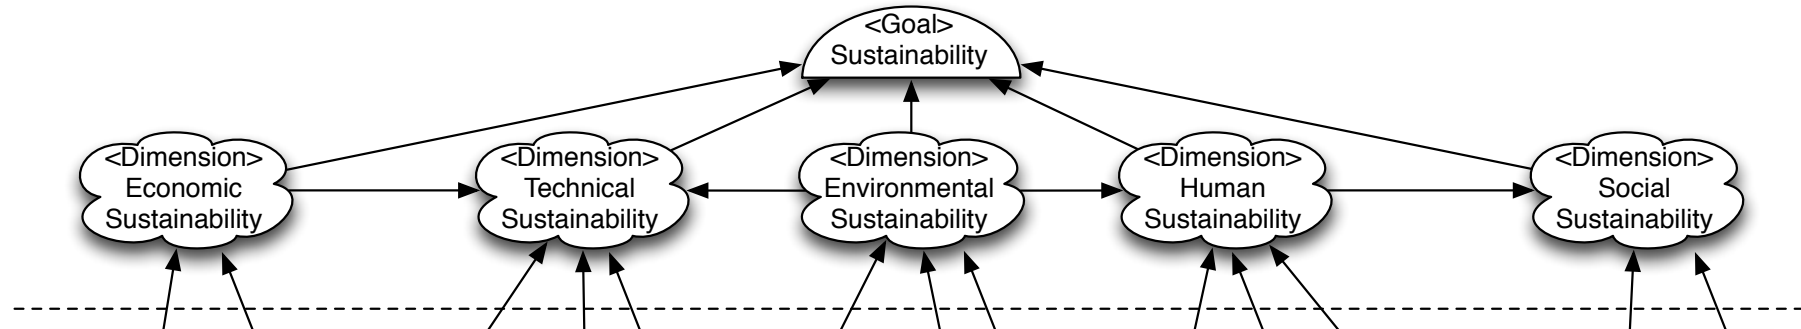 <Goal>
Sustainability
<Dimension>
Economic
Sustainability
<Dimension>
Technical
Sustainability
<Dimension>
Environmental
Sustainability
<Dimension>
Human
Sustainability
<Dimension>
Social
Sustainability